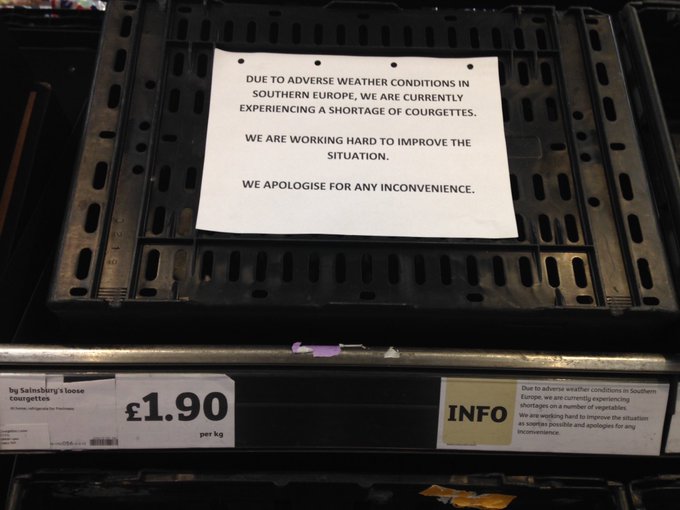 DUE TO ADVERSE WEATHER CONDITIONS IN
SOUTHERN EUROPE, WE ARE CURRENTLY
EXPERIENCING A SHORTAGE OF COURGETTES.
WE ARE WORKING HARD TO IMPROVE THE
SITUATION.
WE APOLOGISE FOR ANY INCONVENIENCE.
by Sainsbury's loose
courgettes
£1.90
per kg
INFO
Due to adverse weather conditions in Southern
Europe, we are currently experiencing
shortages on a number of vegetables.
We are working hard to improve the situation
as soon as possible and apologies for any
inconvenience.